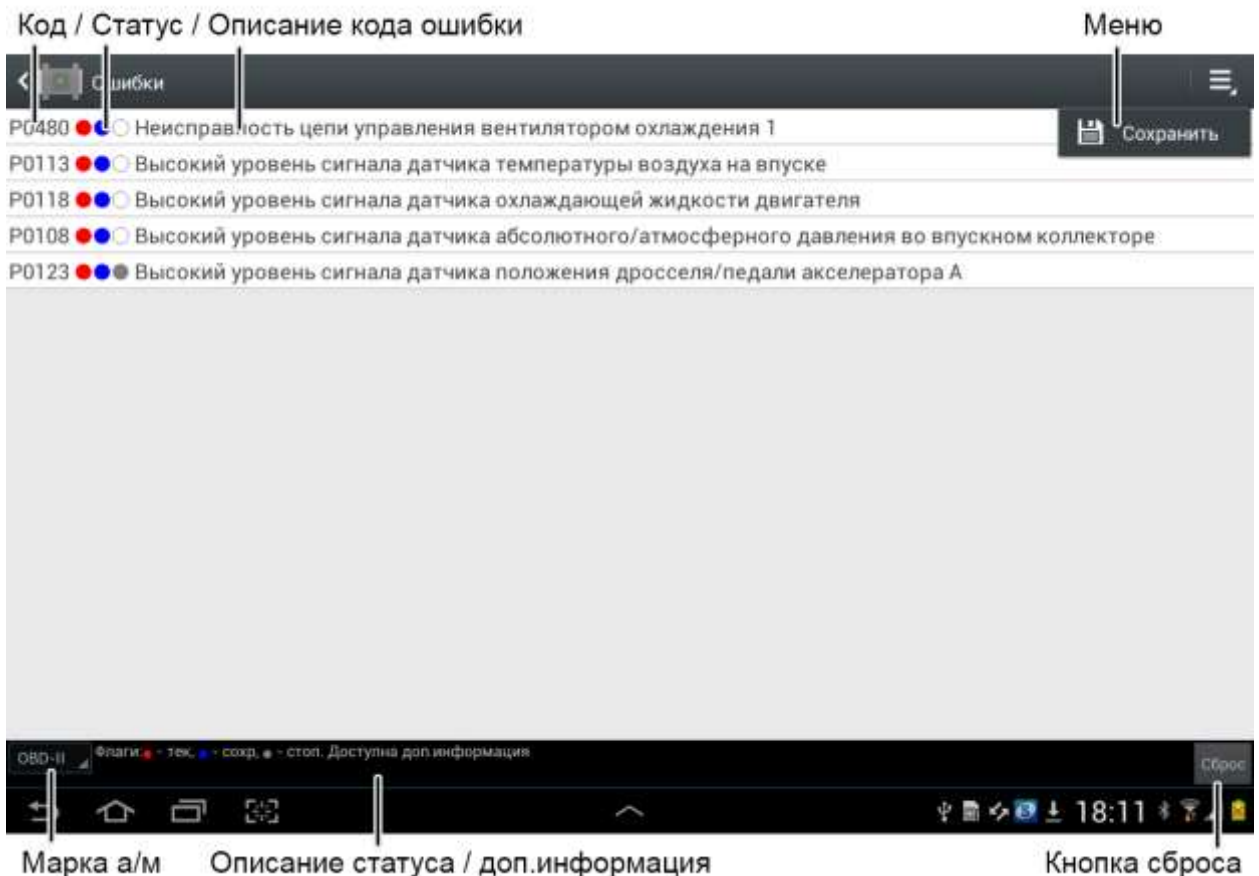 Код / Статус / Описание кода ошибки
Меню
Ошибки
P0480 Неисправность цепи управления вентилятором охлаждения 1
Сохранить
P0113 Высокий уровень сигнала датчика температуры воздуха на впуске
P0118 Высокий уровень сигнала датчика охлаждающей жидкости двигателя
P0108 Высокий уровень сигнала датчика абсолютного/атмосферного давления во впускном коллекторе
P0123 Высокий уровень сигнала датчика положения дросселя/педали акселератора А
OBD-II
Флаги: - тек, - сохр, - стоп. Доступна доп.информация
Сброс
18:11
Марка а/м
Описание статуса / доп.информация
Кнопка сброса